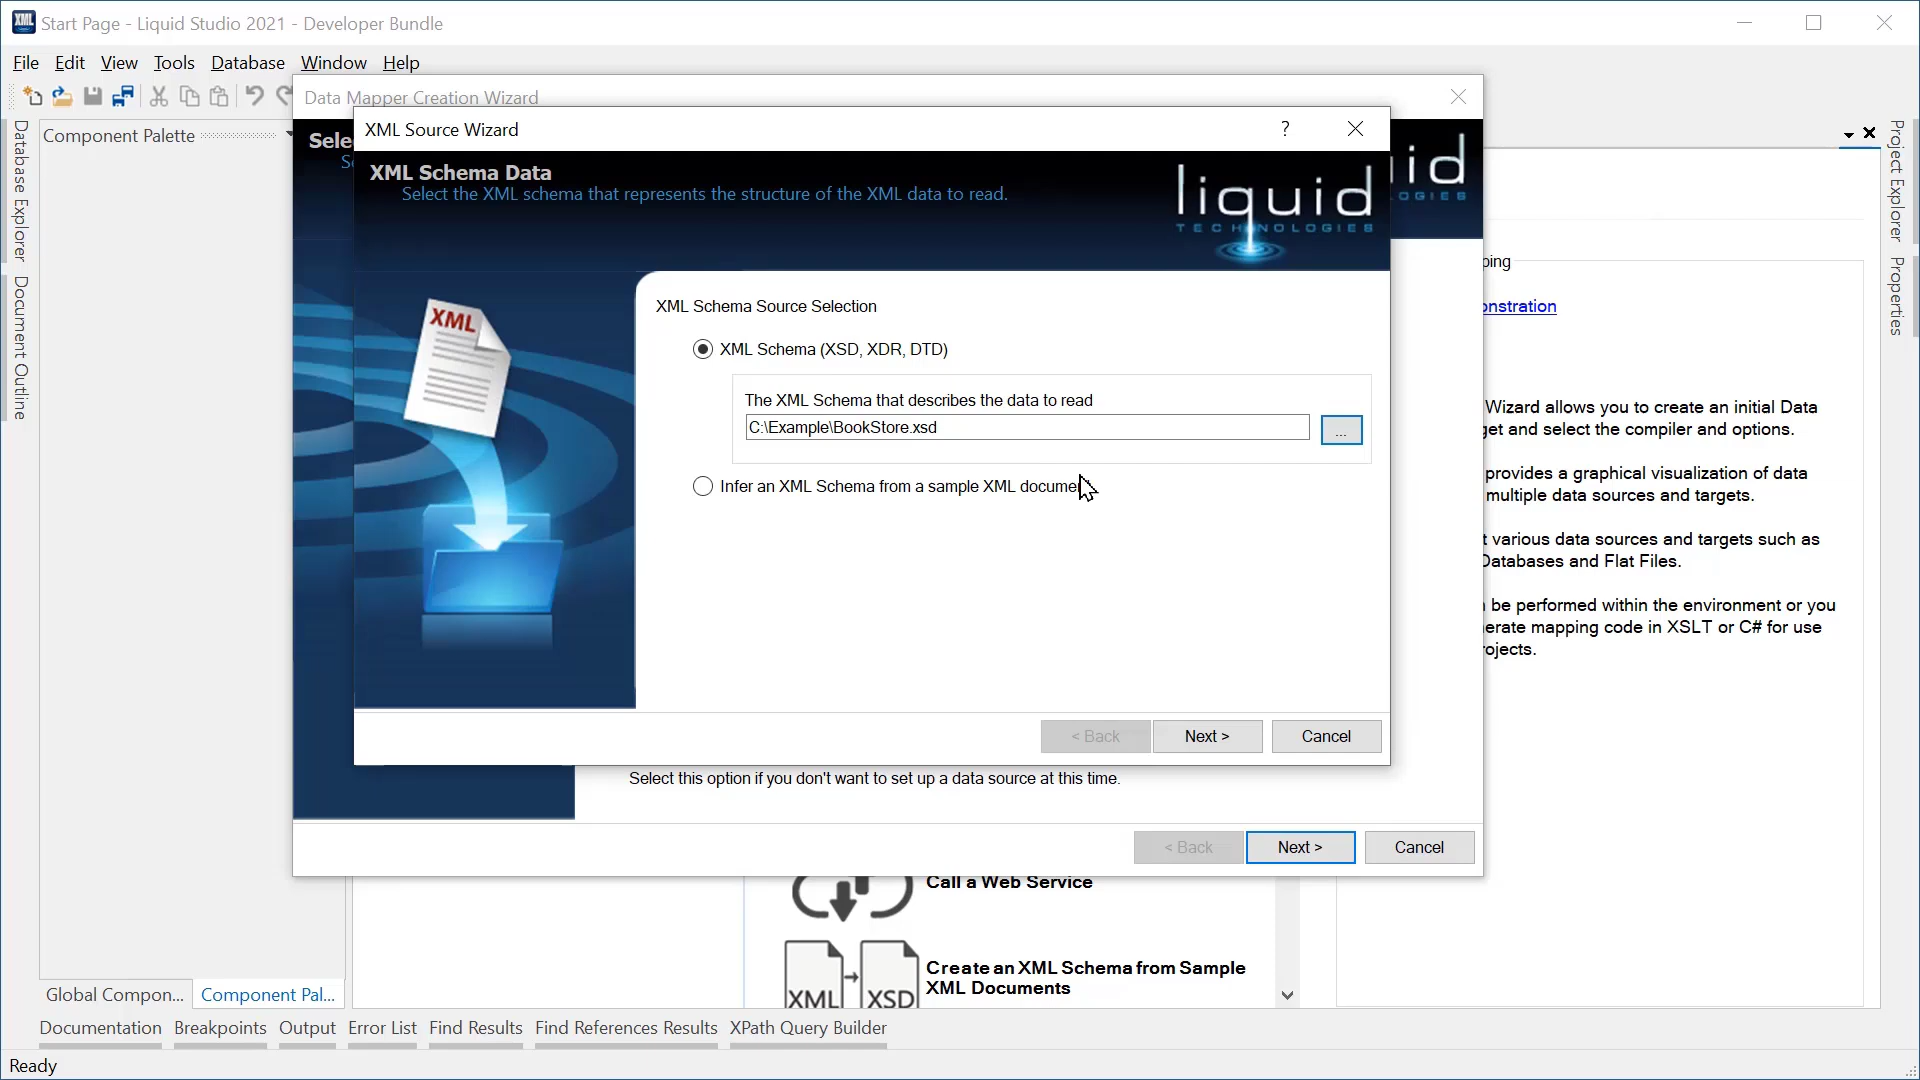 Start Page - Liquid Studio 2021 - Developer Bundle
File Edit View Tools Database Window Help
Data Mapper Creation Wizard
Component Palette
Database Explorer
Document Outline
Project Explorer
Properties
XML Source Wizard
?
XML Schema Data
Select the XML schema that represents the structure of the XML data to read.
liquid
TECHNOLOGIES
Sele
Se
id
LOGIES
XML
XML Schema Source Selection
XML Schema (XSD, XDR, DTD)
The XML Schema that describes the data to read
C:\Example\BookStore.xsd
...
Infer an XML Schema from a sample XML docume
< Back Next > Cancel
ping
onstration
Wizard allows you to create an initial Data
get and select the compiler and options.
provides a graphical visualization of data
multiple data sources and targets.
t various data sources and targets such as
Databases and Flat Files.
be performed within the environment or you
erate mapping code in XSLT or C# for use
ojects.
Select this option if you don't want to set up a data source at this time.
< Back Next > Cancel
Call a Web Service
XML XSD
Create an XML Schema from Sample
XML Documents
Global Compon... Component Pal...
Documentation Breakpoints Output Error List Find Results Find References Results XPath Query Builder
Ready